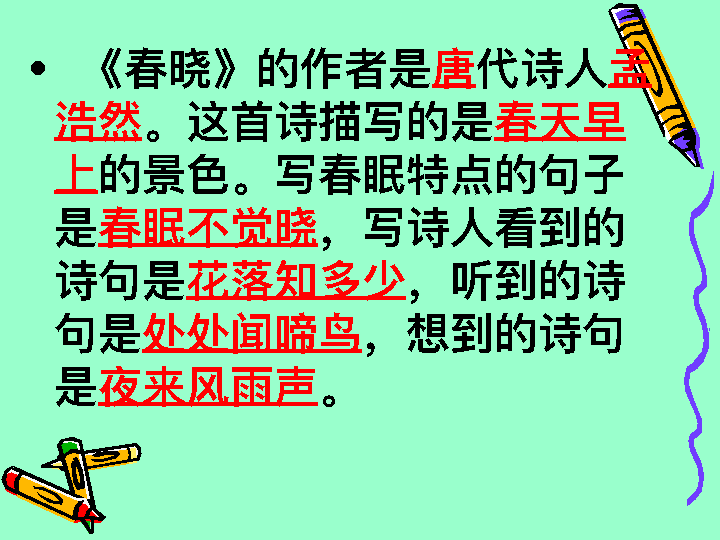 • 《春晓》的作者是唐代诗人孟
浩然。这首诗描写的是春天早
上的景色。写春眠特点的句子
是春眠不觉晓，写诗人看到的
诗句是花落知多少，听到的诗
句是处处闻啼鸟，想到的诗句
是夜来风雨声。